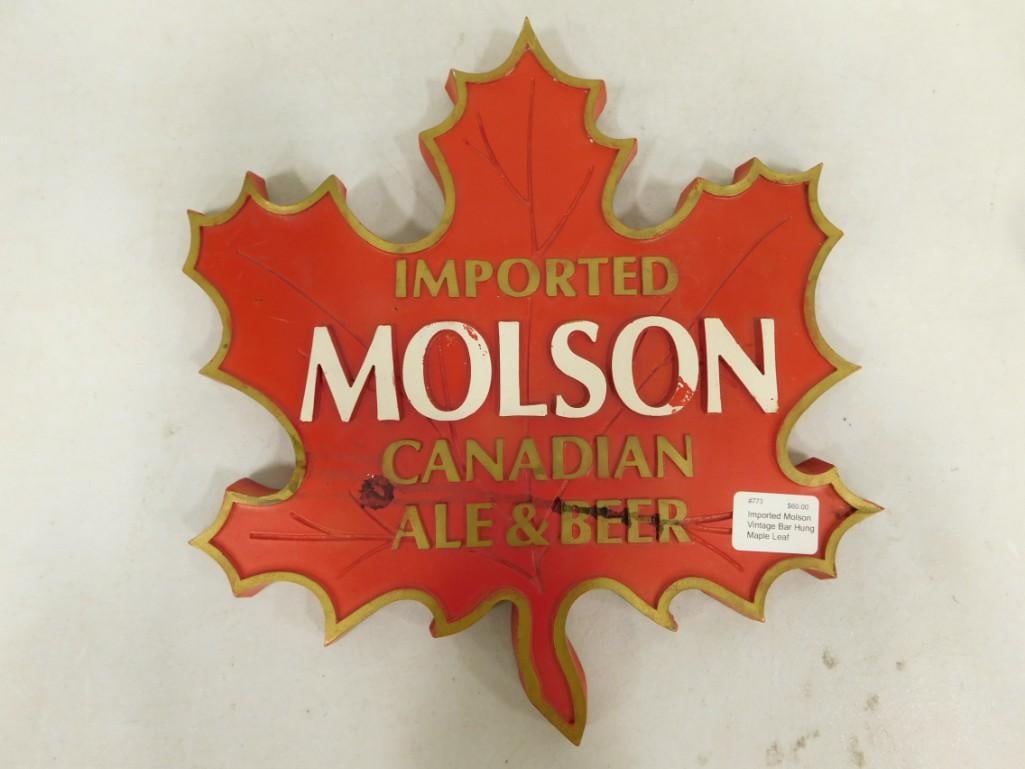 IMPORTED
MOLSON
CANADIAN
ALE & BEER
#773 $60.00
Imported Molson
Vintage Bar Hung
Maple Leaf